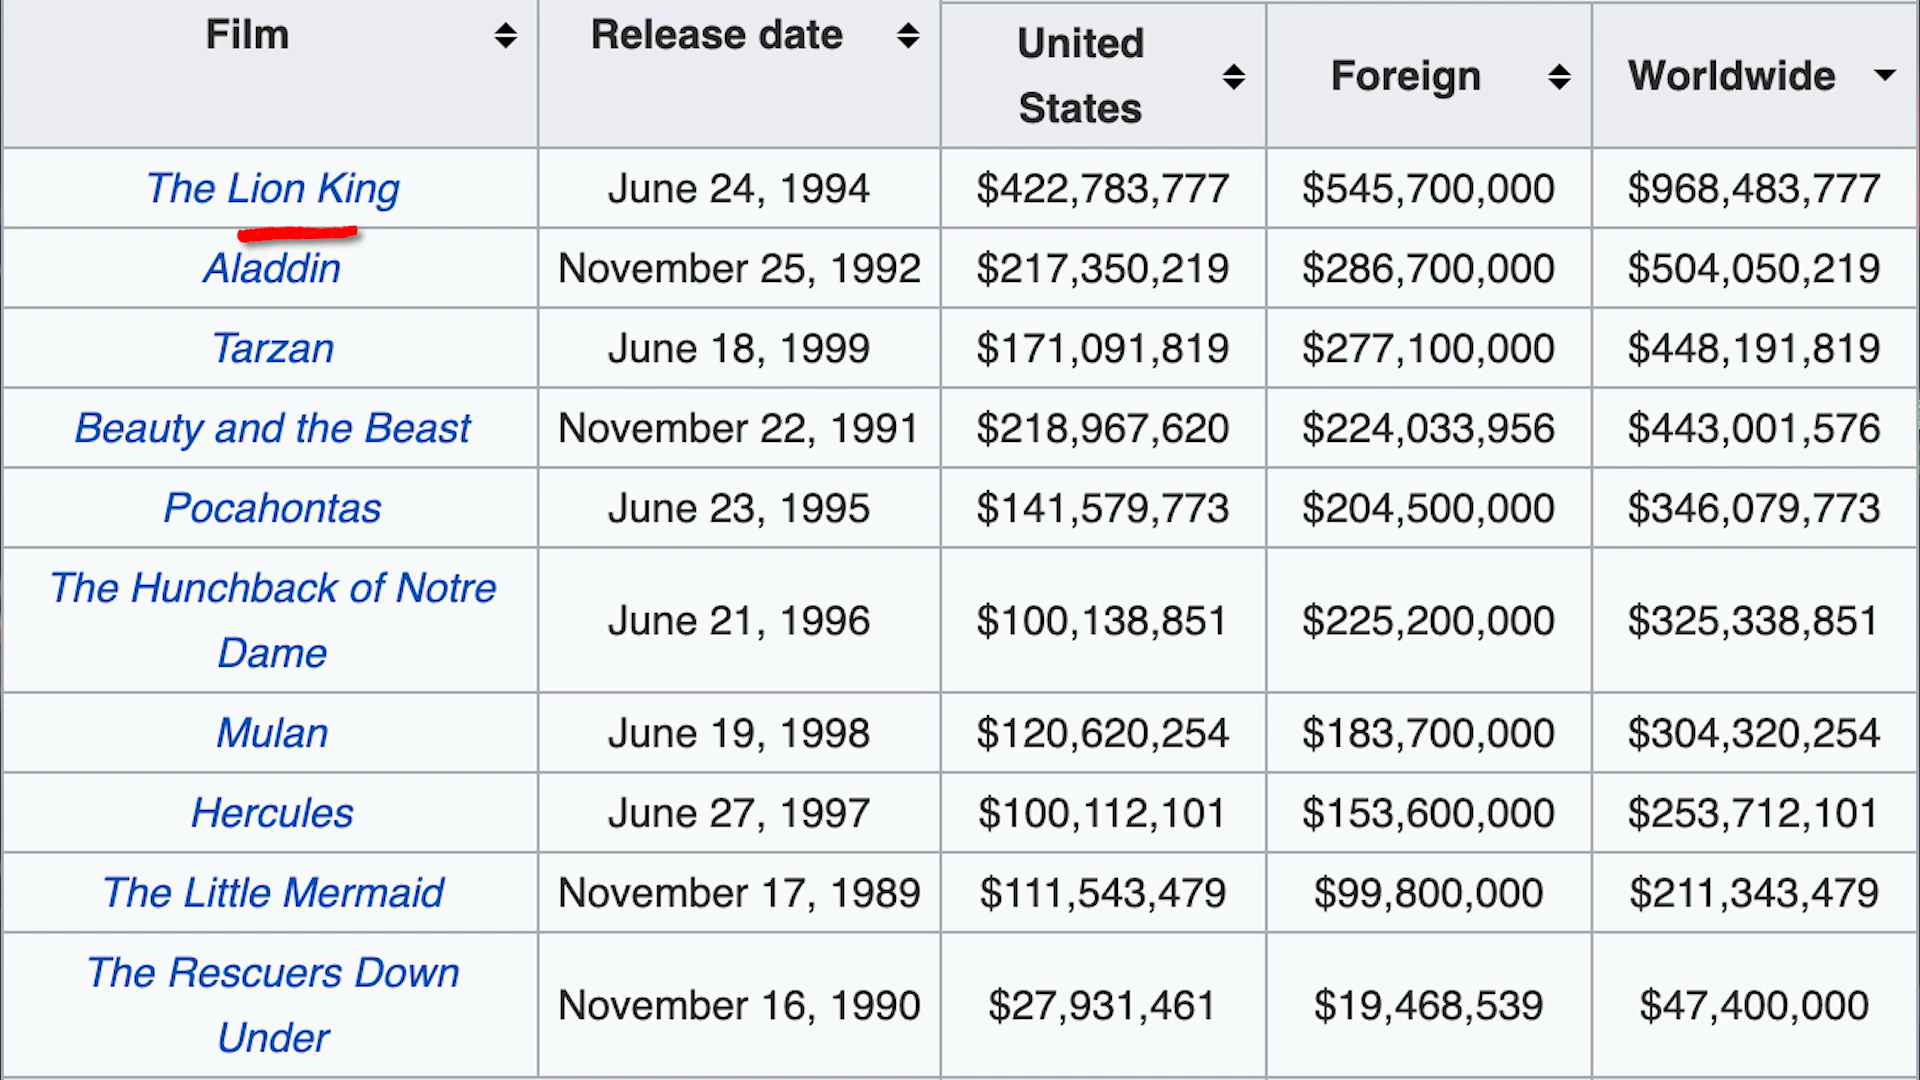 Film Release date United States Foreign Worldwide
The Lion King June 24, 1994 $422,783,777 $545,700,000 $968,483,777
Aladdin November 25, 1992 $217,350,219 $286,700,000 $504,050,219
Tarzan June 18, 1999 $171,091,819 $277,100,000 $448,191,819
Beauty and the Beast November 22, 1991 $218,967,620 $224,033,956 $443,001,576
Pocahontas June 23, 1995 $141,579,773 $204,500,000 $346,079,773
The Hunchback of Notre Dame June 21, 1996 $100,138,851 $225,200,000 $325,338,851
Mulan June 19, 1998 $120,620,254 $183,700,000 $304,320,254
Hercules June 27, 1997 $100,112,101 $153,600,000 $253,712,101
The Little Mermaid November 17, 1989 $111,543,479 $99,800,000 $211,343,479
The Rescuers Down Under November 16, 1990 $27,931,461 $19,468,539 $47,400,000